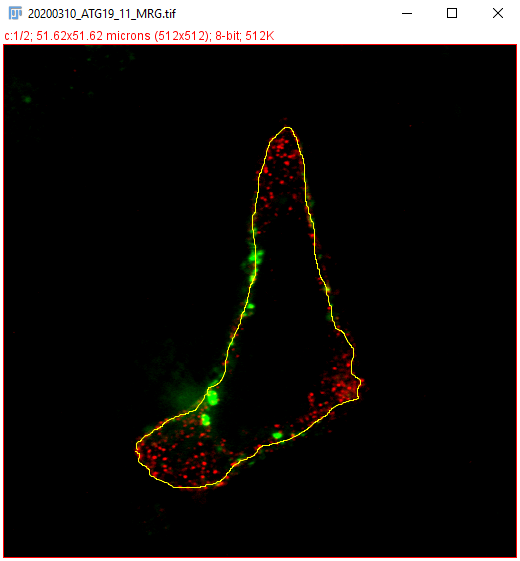 20200310_ATG19_11_MRG.tif
c:1/2; 51.62x51.62 microns (512x512); 8-bit; 512K